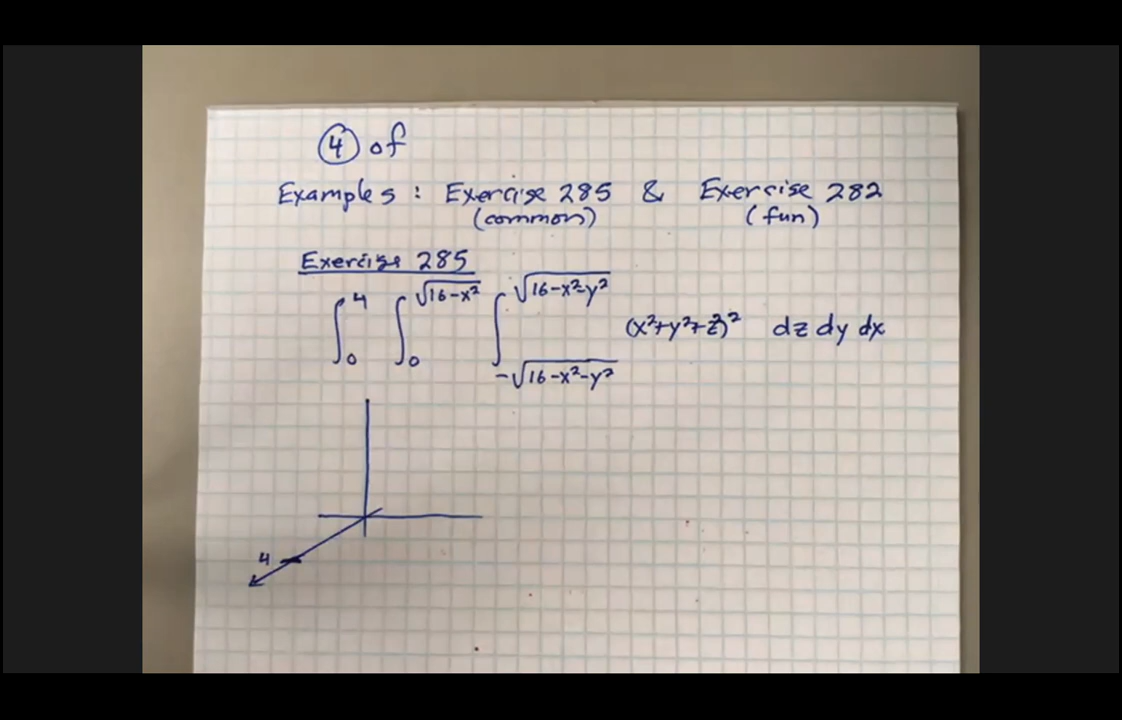 ④ of
Examples : Exercise 285 & Exercise 282
(common) (fun)
Exercise 285
∫₀⁴ ∫₀^√(16-x²) ∫_{-√(16-x²-y²)}^{√(16-x²-y²)} (x²+y²+z²)² dz dy dx
4